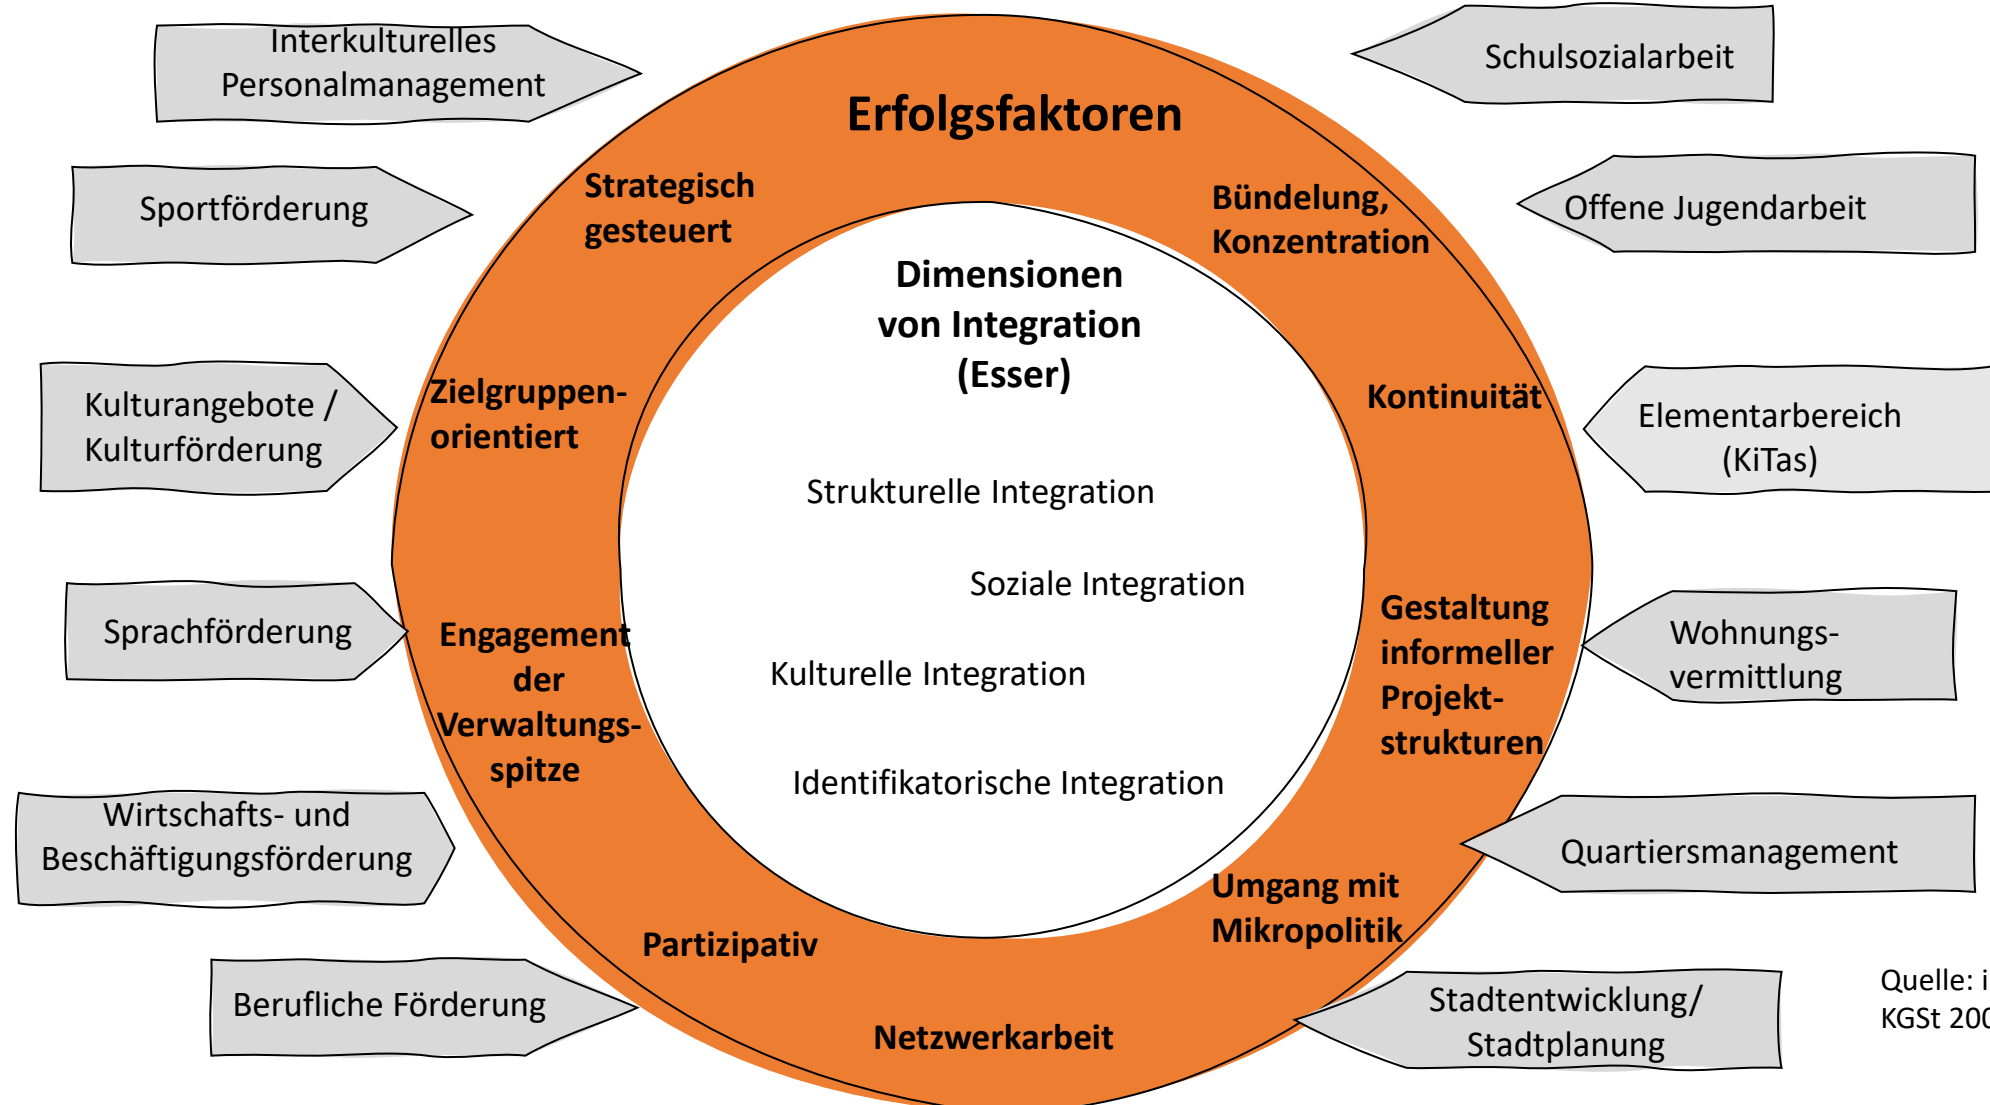 Interkulturelles
Personalmanagement
Schulsozialarbeit
Erfolgsfaktoren
Sportförderung
Strategisch
gesteuert
Bündelung,
Konzentration
Offene Jugendarbeit
Dimensionen
von Integration
(Esser)
Kulturangebote /
Kulturförderung
Zielgruppen-
orientiert
Kontinuität
Elementarbereich
(KiTas)
Strukturelle Integration
Soziale Integration
Kulturelle Integration
Identifikatorische Integration
Sprachförderung
Engagement
der
Verwaltungs-
spitze
Gestaltung
informeller
Projekt-
strukturen
Wohnungs-
vermittlung
Wirtschafts- und
Beschäftigungsförderung
Quartiersmanagement
Umgang mit
Mikropolitik
Partizipativ
Berufliche Förderung
Netzwerkarbeit
Stadtentwicklung/
Stadtplanung
Quelle:
KGSt